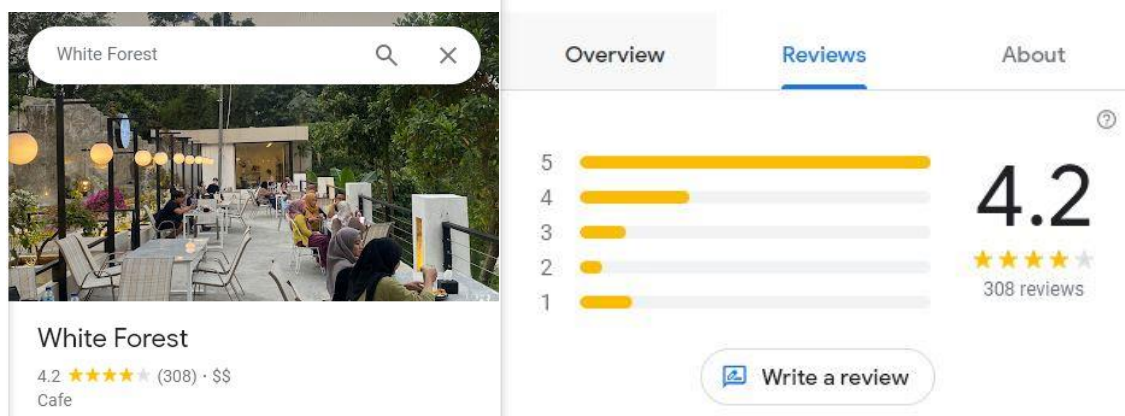 White Forest
White Forest
4.2 (308) · $$
Cafe
Overview Reviews About
5
4
3
2
1
4.2
308 reviews
Write a review